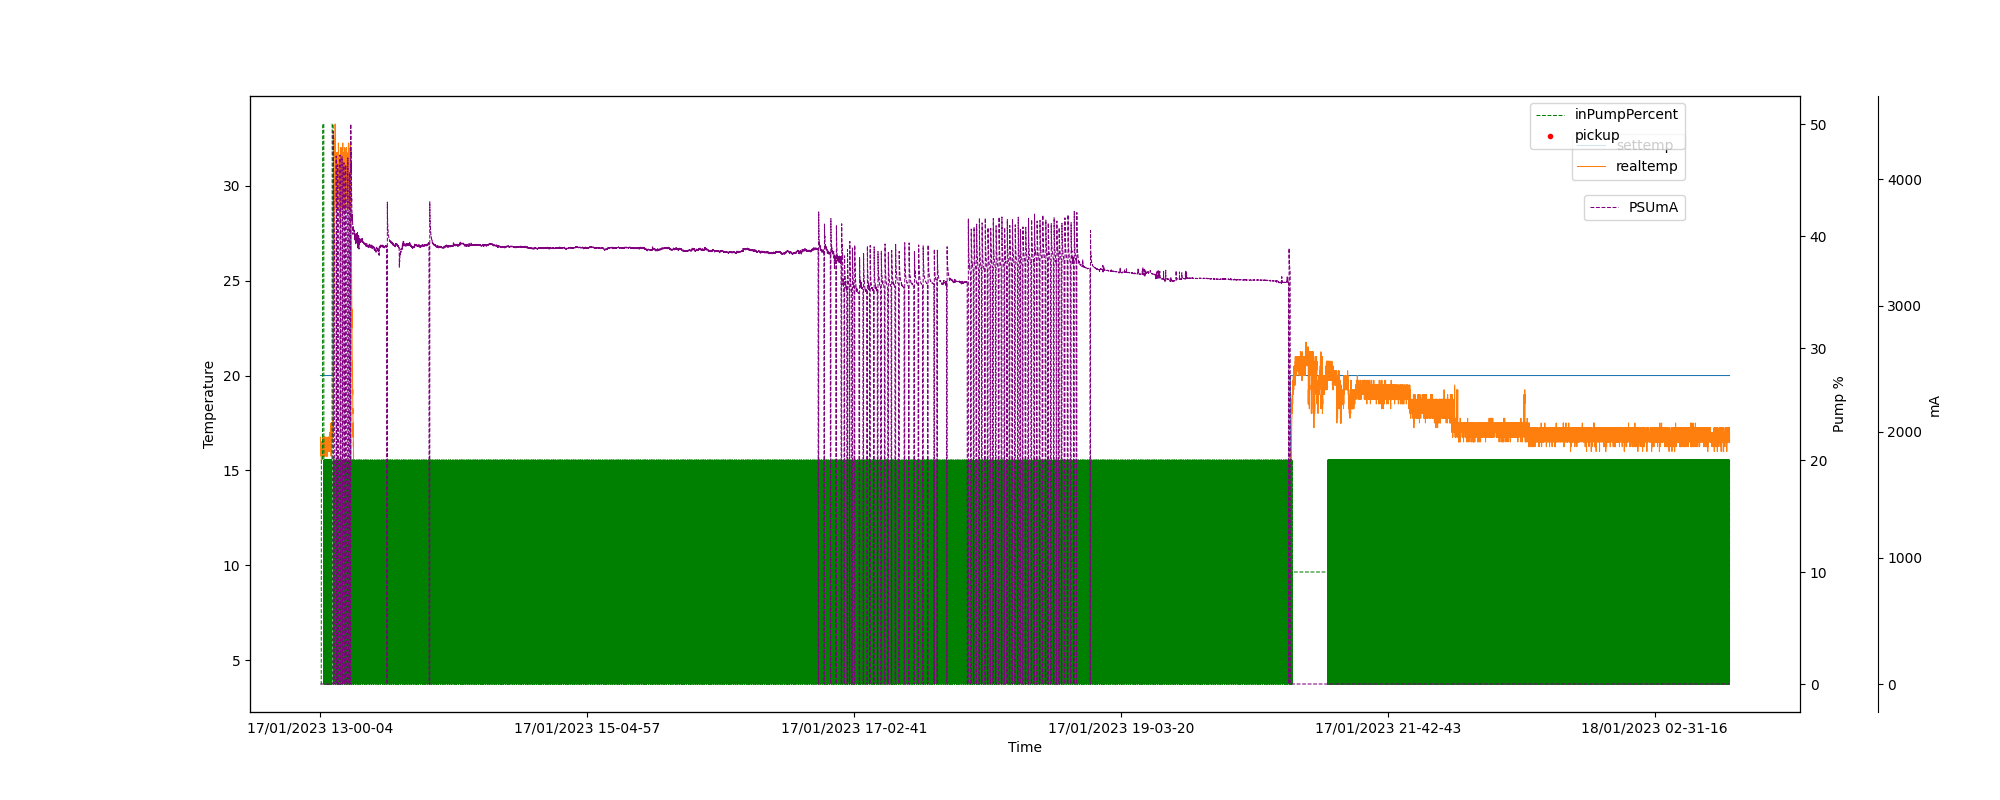 inPumpPercent
pickup
settemp
realtemp
PSUmA
30
25
20
15
10
5
Temperature
50
40
30
20
10
0
Pump %
4000
3000
2000
1000
0
mA
17/01/2023 13-00-04
17/01/2023 15-04-57
17/01/2023 17-02-41
17/01/2023 19-03-20
17/01/2023 21-42-43
18/01/2023 02-31-16
Time